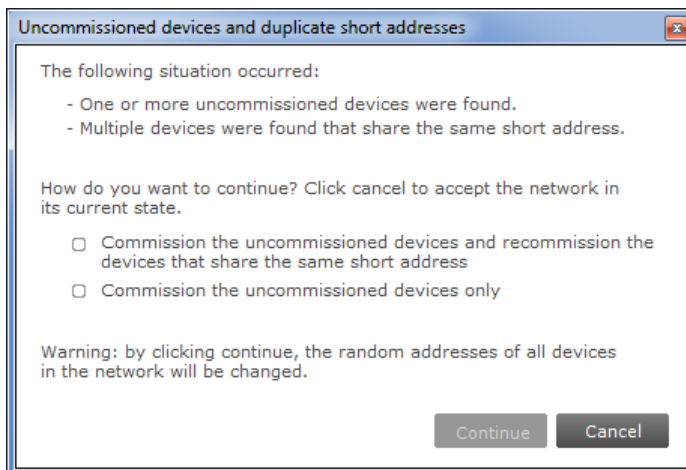 Uncommissioned devices and duplicate short addresses
The following situation occurred:
- One or more uncommissioned devices were found.
- Multiple devices were found that share the same short address.
How do you want to continue? Click cancel to accept the network in
its current state.
Commission the uncommissioned devices and recommission the
devices that share the same short address
Commission the uncommissioned devices only
Warning: by clicking continue, the random addresses of all devices
in the network will be changed.
Continue Cancel